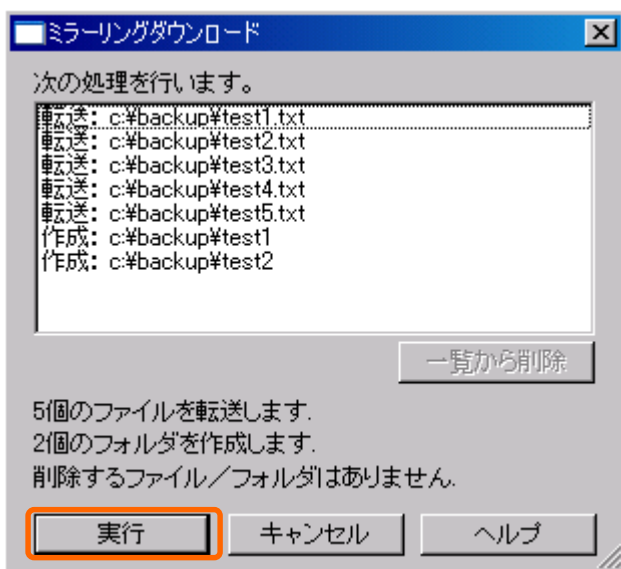 ミラーリングダウンロード
次の処理を行います。
転送: c:¥backup¥test1.txt
転送: c:¥backup¥test2.txt
転送: c:¥backup¥test3.txt
転送: c:¥backup¥test4.txt
転送: c:¥backup¥test5.txt
作成: c:¥backup¥test1
作成: c:¥backup¥test2
一覧から削除
5個のファイルを転送します.
2個のフォルダを作成します.
削除するファイル/フォルダはありません.
実行 キャンセル ヘルプ